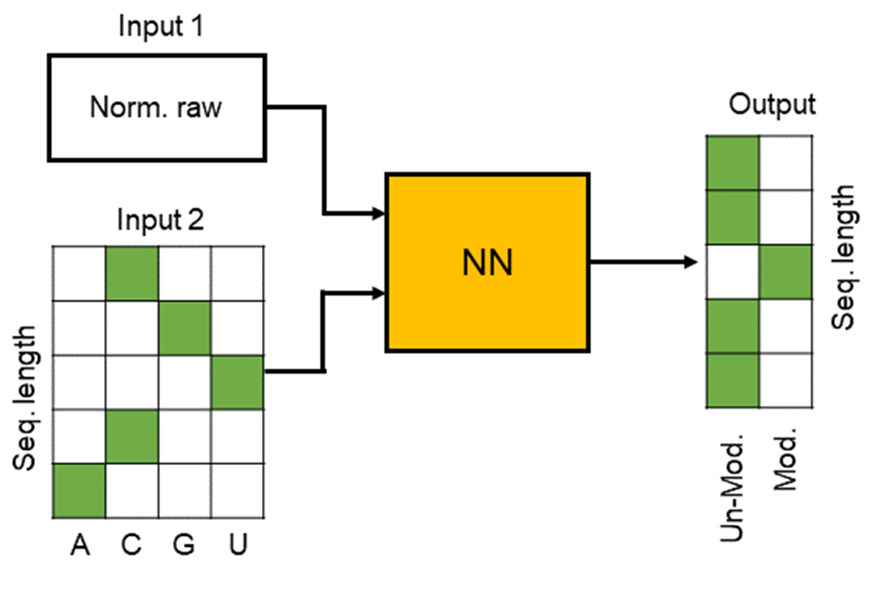 Input 1
Norm. raw
Input 2
Seq. length
A C G U
NN
Output
Seq. length
Un-Mod.
Mod.